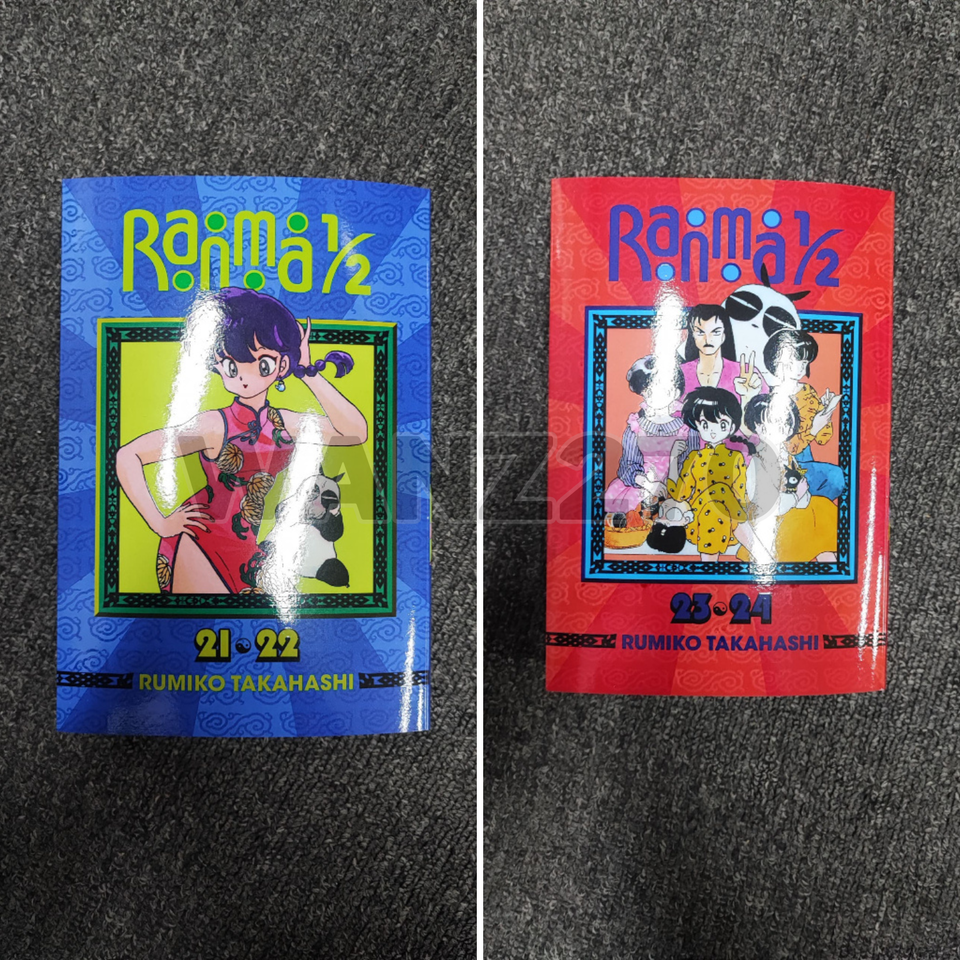 Ranma 1/2
21 22
RUMIKO TAKAHASHI
Ranma 1/2
23 24
RUMIKO TAKAHASHI